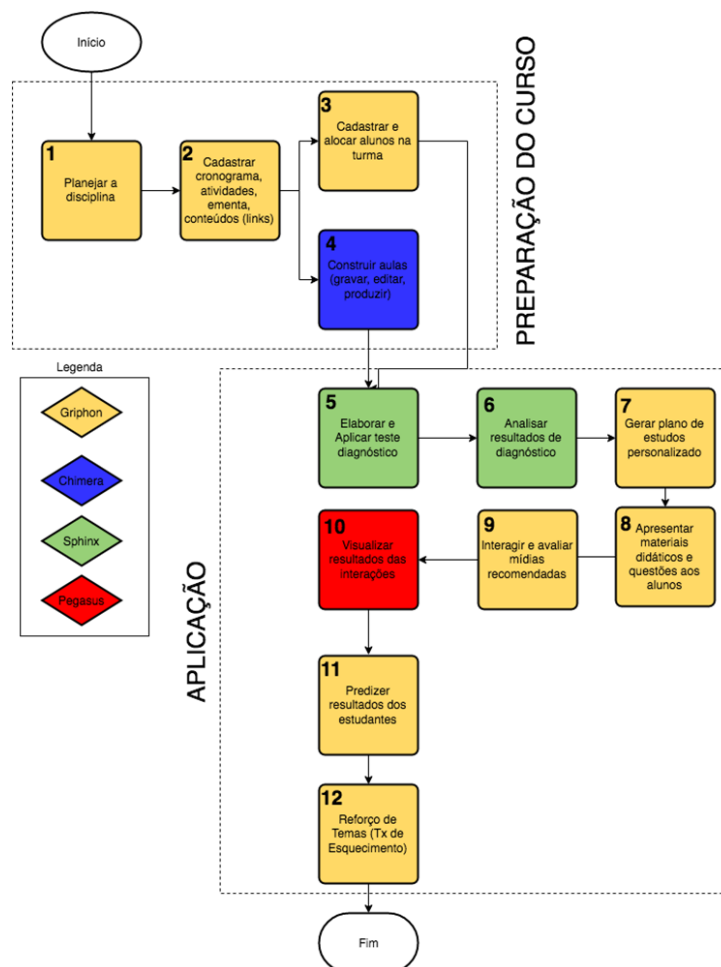 Início
PREPARAÇÃO DO CURSO
1
Planejar a
disciplina
2
Cadastrar
cronograma,
atividades,
ementa,
conteúdos (links)
3
Cadastrar e
alocar alunos na
turma
4
Construir aulas
(gravar, editar,
produzir)
Legenda
Griphon
Chimera
Sphinx
Pegasus
APLICAÇÃO
5
Elaborar e
Aplicar teste
diagnóstico
6
Analisar
resultados de
diagnóstico
7
Gerar plano de
estudos
personalizado
8
Apresentar
materiais
didáticos e
questões aos
alunos
9
Interagir e avaliar
mídias
recomendadas
10
Visualizar
resultados das
interações
11
Predizer
resultados dos
estudantes
12
Reforço de
Temas (Tx de
Esquecimento)
Fim